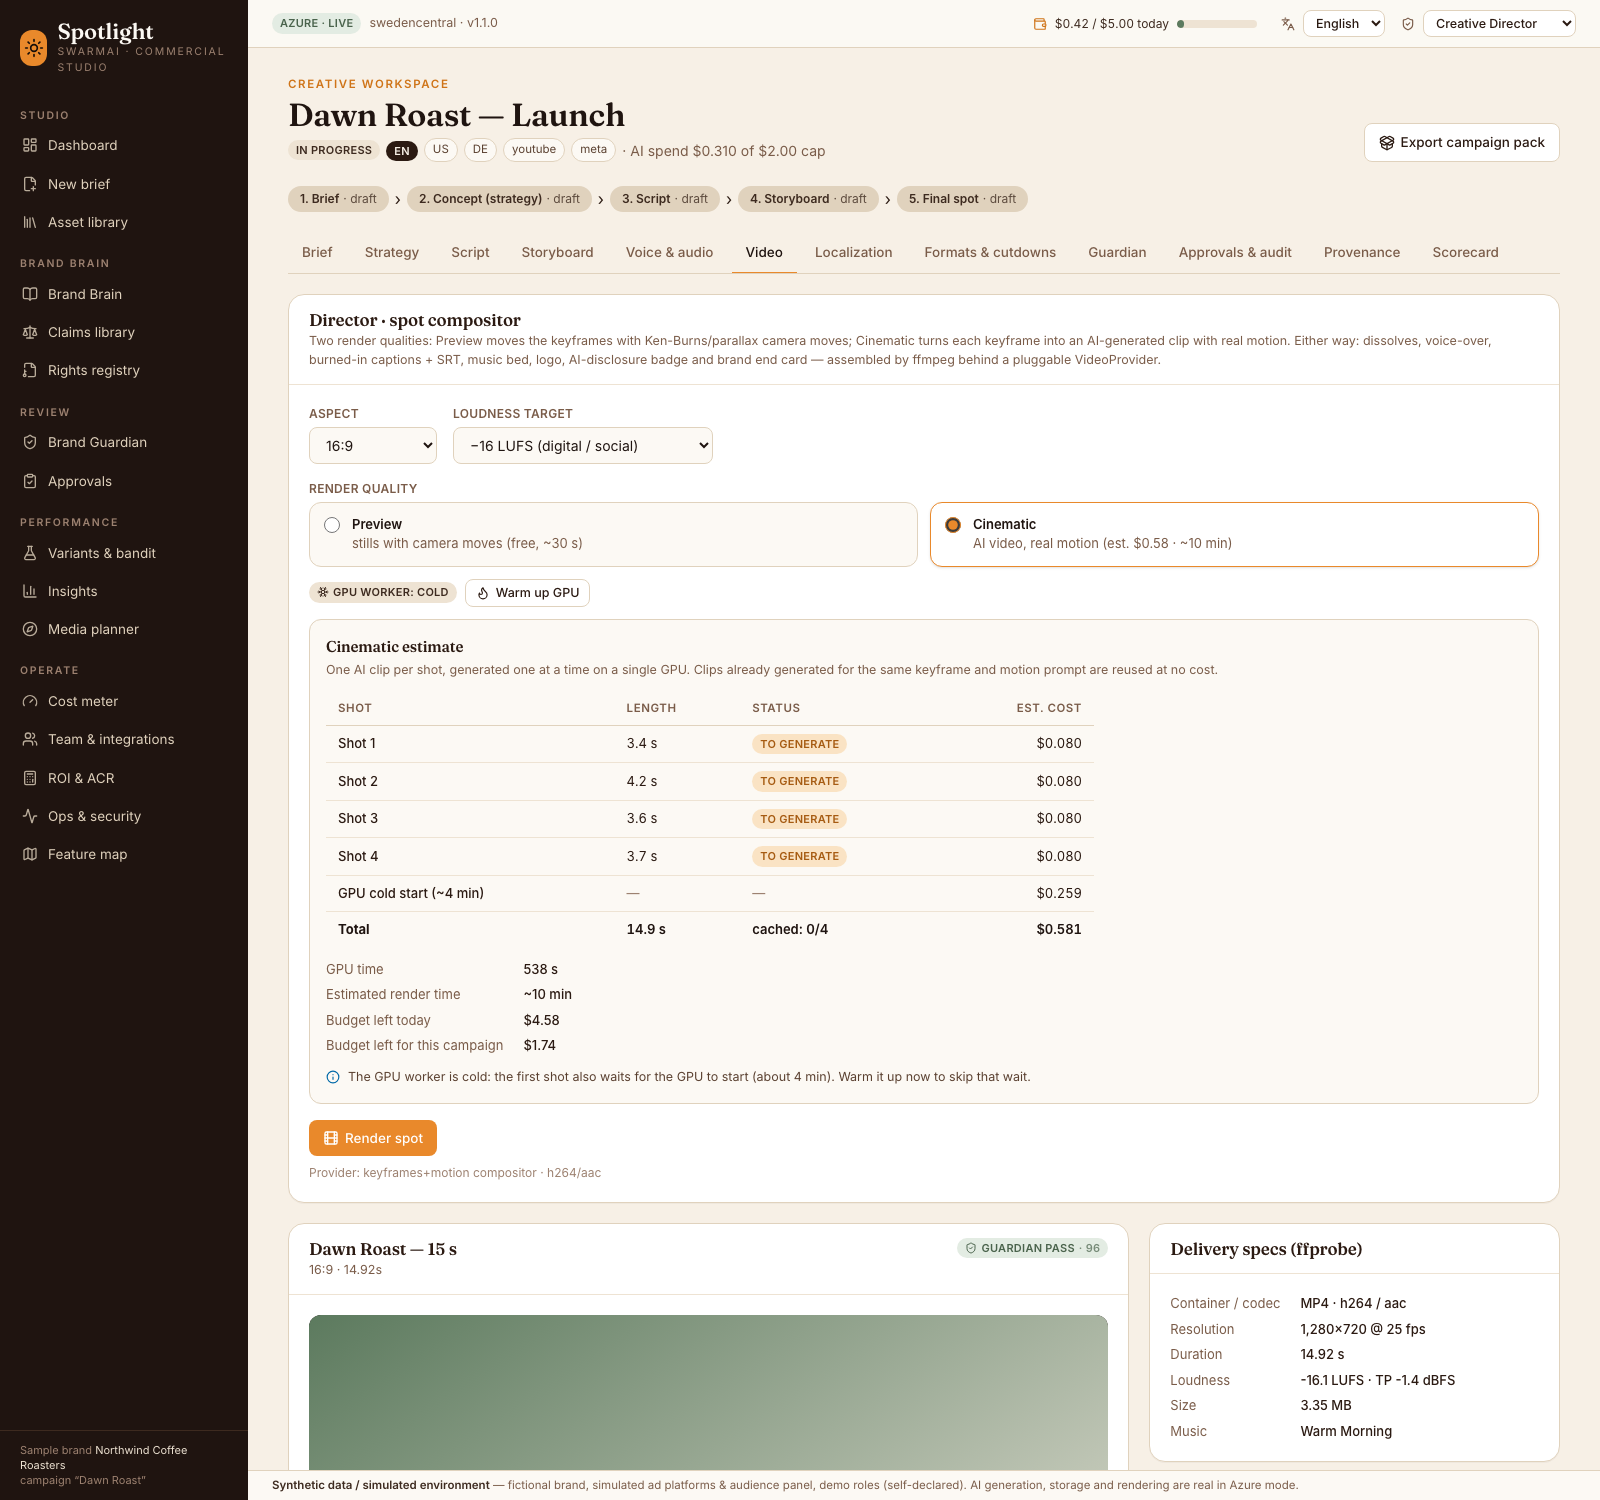 Spotlight
SWARMAI · COMMERCIAL
STUDIO
STUDIO
Dashboard
New brief
Asset library
BRAND BRAIN
Brand Brain
Claims library
Rights registry
REVIEW
Brand Guardian
Approvals
PERFORMANCE
Variants & bandit
Insights
Media planner
OPERATE
Cost meter
Team & integrations
ROI & ACR
Ops & security
Feature map
Sample brand Northwind Coffee
Roasters
campaign “Dawn Roast”
AZURE · LIVE swedencentral · v1.1.0 $0.42 / $5.00 today English Creative Director
CREATIVE WORKSPACE
Dawn Roast — Launch
IN PROGRESS EN US DE youtube meta · AI spend $0.310 of $2.00 cap
Export campaign pack
1. Brief · draft › 2. Concept (strategy) · draft › 3. Script · draft › 4. Storyboard · draft › 5. Final spot · draft
Brief Strategy Script Storyboard Voice & audio Video Localization Formats & cutdowns Guardian Approvals & audit Provenance Scorecard
Director · spot compositor
Two render qualities: Preview moves the keyframes with Ken-Burns/parallax camera moves; Cinematic turns each keyframe into an AI-generated clip with real motion. Either way: dissolves, voice-over,
burned-in captions + SRT, music bed, logo, AI-disclosure badge and brand end card — assembled by ffmpeg behind a pluggable VideoProvider.
ASPECT LOUDNESS TARGET
16:9 −16 LUFS (digital / social)
RENDER QUALITY
Preview
stills with camera moves (free, ~30 s)
Cinematic
AI video, real motion (est. $0.58 · ~10 min)
GPU WORKER: COLD Warm up GPU
Cinematic estimate
One AI clip per shot, generated one at a time on a single GPU. Clips already generated for the same keyframe and motion prompt are reused at no cost.
SHOT LENGTH STATUS EST. COST
Shot 1 3.4 s TO GENERATE $0.080
Shot 2 4.2 s TO GENERATE $0.080
Shot 3 3.6 s TO GENERATE $0.080
Shot 4 3.7 s TO GENERATE $0.080
GPU cold start (~4 min) — — $0.259
Total 14.9 s cached: 0/4 $0.581
GPU time 538 s
Estimated render time ~10 min
Budget left today $4.58
Budget left for this campaign $1.74
The GPU worker is cold: the first shot also waits for the GPU to start (about 4 min). Warm it up now to skip that wait.
Render spot
Provider: keyframes+motion compositor · h264/aac
Dawn Roast — 15 s
16:9 · 14.92s
GUARDIAN PASS · 96
Delivery specs (ffprobe)
Container / codec MP4 · h264 / aac
Resolution 1,280×720 @ 25 fps
Duration 14.92 s
Loudness -16.1 LUFS · TP -1.4 dBFS
Size 3.35 MB
Music Warm Morning
Synthetic data / simulated environment — fictional brand, simulated ad platforms & audience panel, demo roles (self-declared). AI generation, storage and rendering are real in Azure mode.